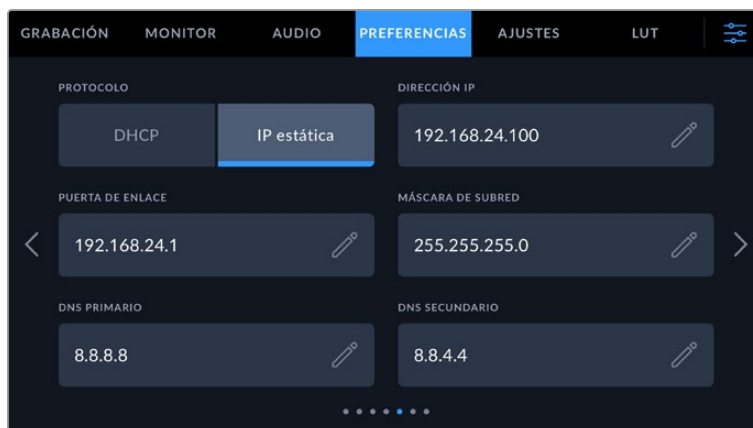 GRABACIÓN MONITOR AUDIO PREFERENCIAS AJUSTES LUT
PROTOCOLO DIRECCIÓN IP
DHCP IP estática 192.168.24.100
PUERTA DE ENLACE MÁSCARA DE SUBRED
192.168.24.1 255.255.255.0
DNS PRIMARIO DNS SECUNDARIO
8.8.8.8 8.8.4.4